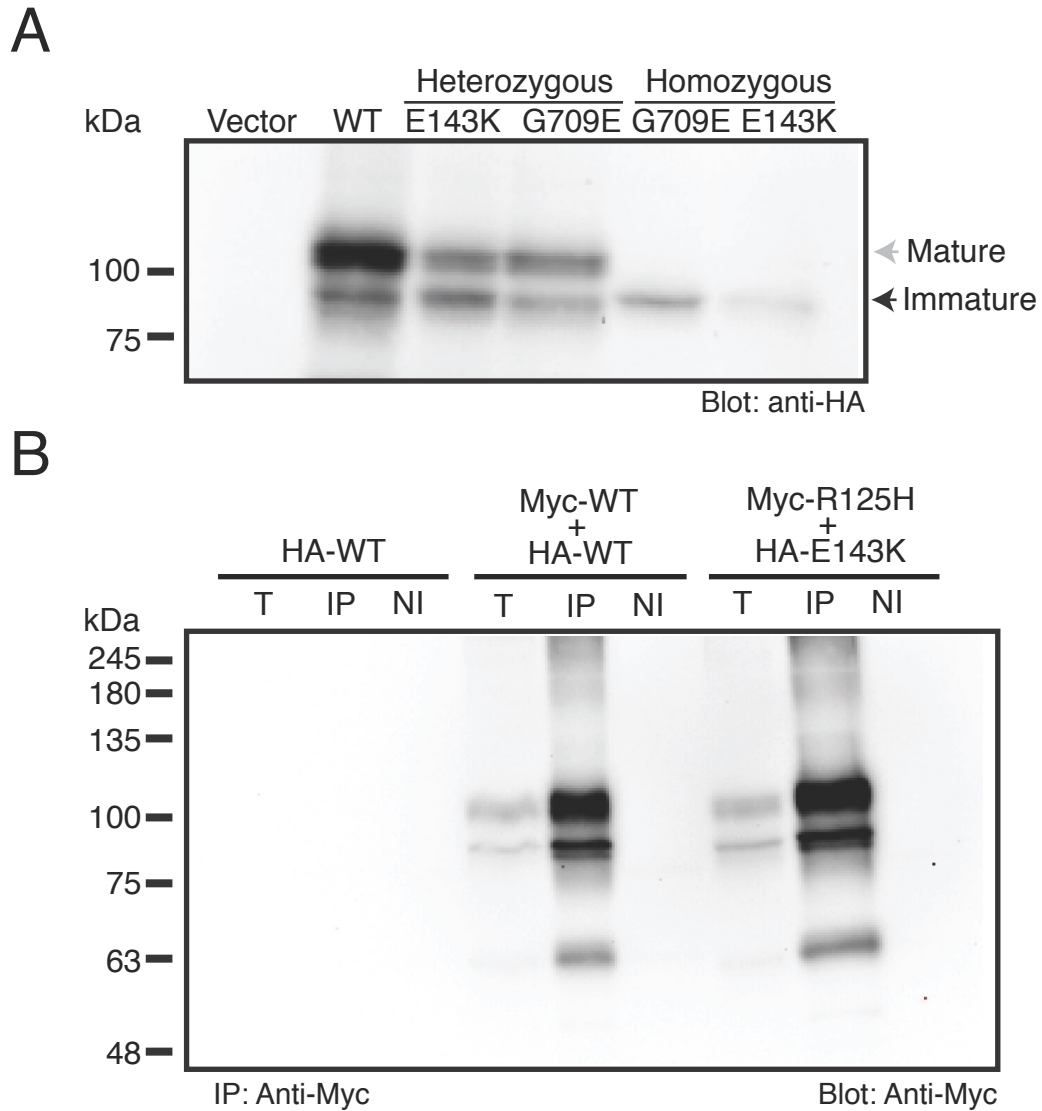 A
Heterozygous Homozygous
kDa Vector WT E143K G709E G709E E143K
Mature
100
Immature
75
Blot: anti-HA
B
Myc-WT Myc-R125H
+ +
HA-WT HA-WT HA-E143K
T IP NI T IP NI T IP NI
kDa
245
180
135
100
75
63
48
IP: Anti-Myc Blot: Anti-Myc